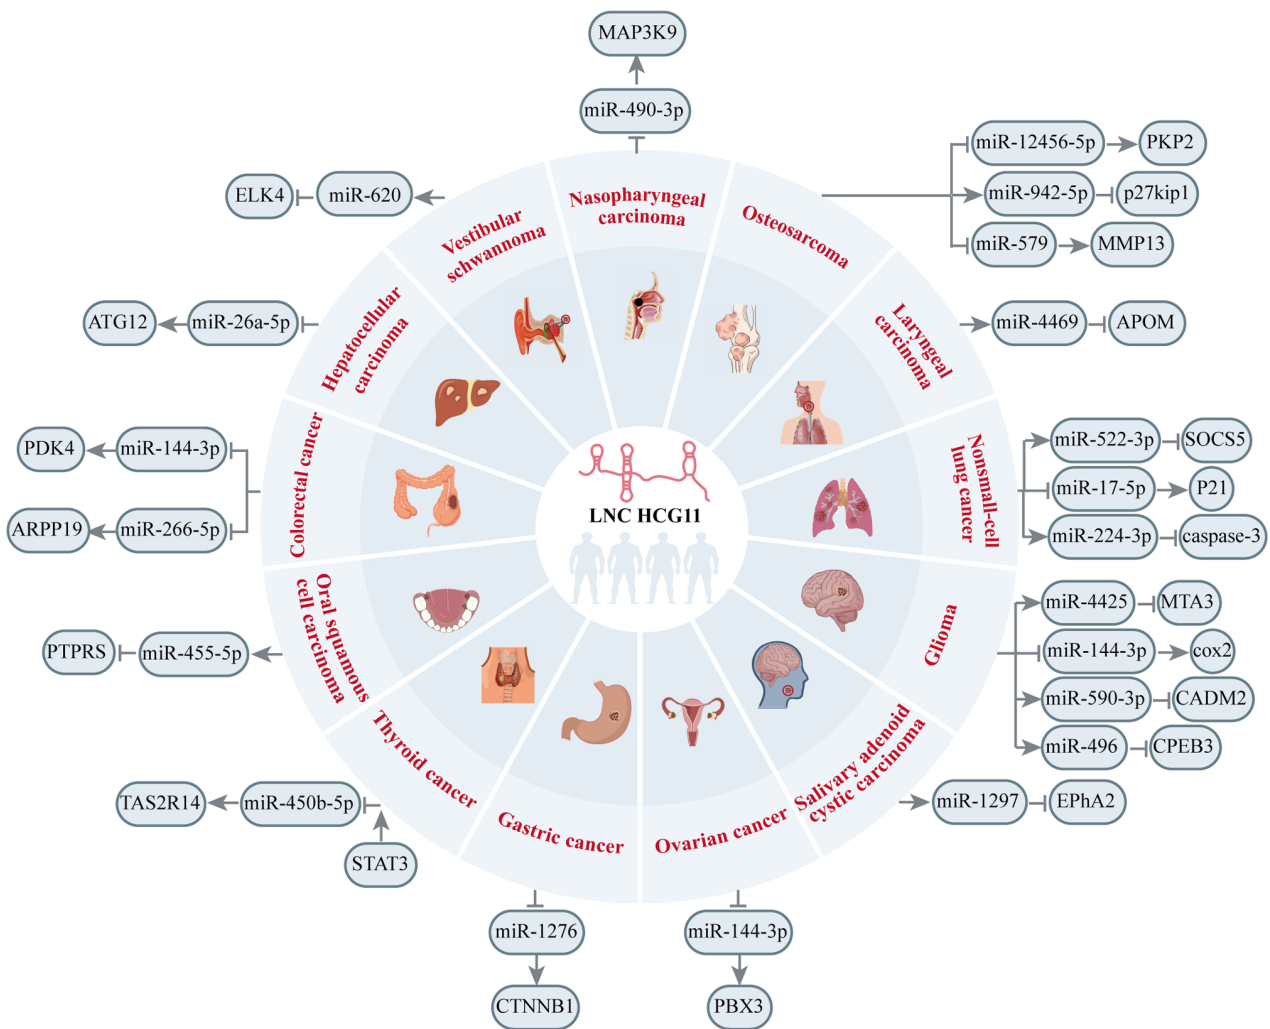 MAP3K9
miR-490-3p
Nasopharyngeal
carcinoma
Osteosarcoma
miR-12456-5p
PKP2
miR-942-5p
p27kip1
miR-579
MMP13
Laryngeal
carcinoma
miR-4469
APOM
Nonsmall-cell
lung cancer
miR-522-3p
SOCS5
miR-17-5p
P21
miR-224-3p
caspase-3
Glioma
miR-4425
MTA3
miR-144-3p
cox2
miR-590-3p
CADM2
miR-496
CPEB3
Salivary adenoid
cystic carcinoma
miR-1297
EPhA2
Ovarian cancer
miR-144-3p
PBX3
Gastric cancer
miR-1276
CTNNB1
Thyroid cancer
TAS2R14
miR-450b-5p
STAT3
Oral squamous
cell carcinoma
PTPRS
miR-455-5p
Colorectal cancer
PDK4
miR-144-3p
ARPP19
miR-266-5p
Hepatocellular
carcinoma
ATG12
miR-26a-5p
Vestibular
schwannoma
ELK4
miR-620
LNC HCG11